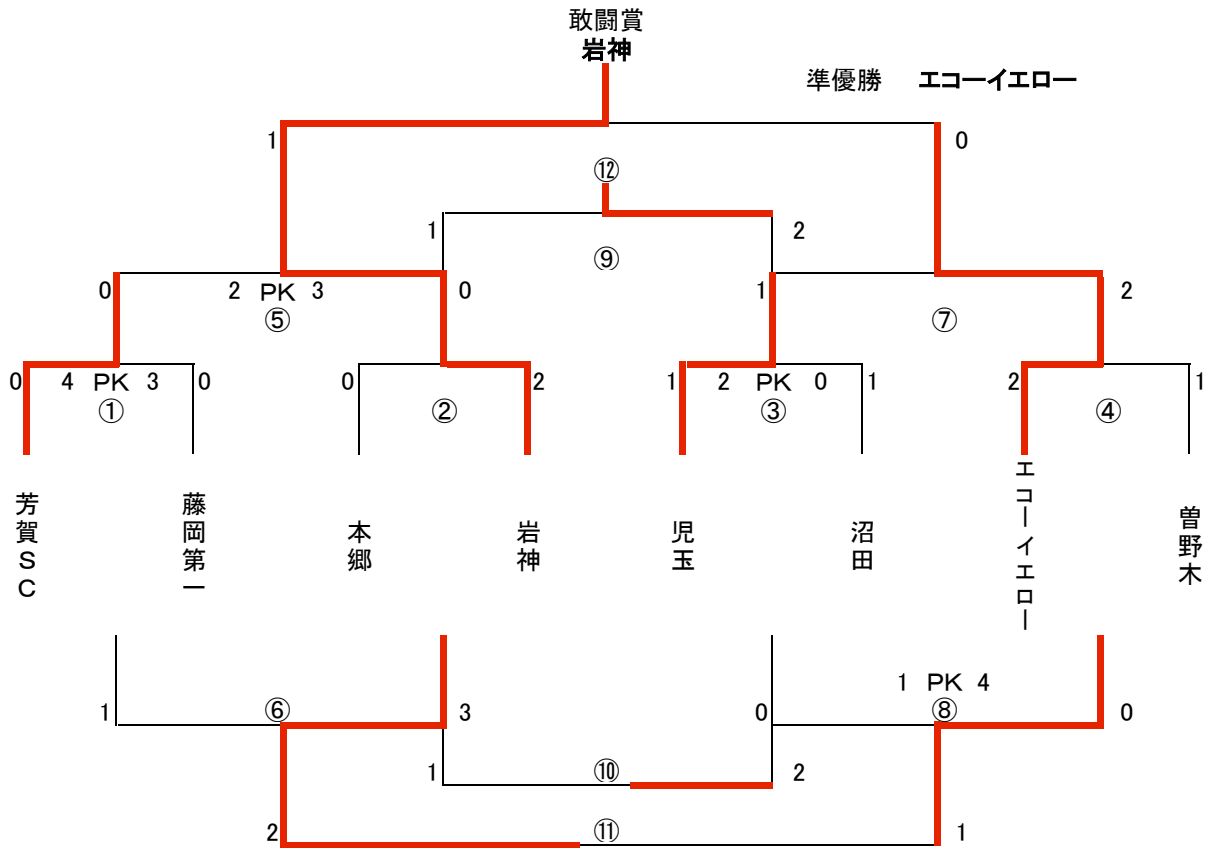 敢闘賞
岩神
準優勝 エコーイエロー
1 0
⑫
1 2
⑨
0 2 PK 3 0 1 2
⑤ ⑦
0 4 PK 3 0 0 2 1 2 PK 0 1 2 1
① ② ③ ④
芳賀SC
藤岡第一
本郷
岩神
児玉
沼田
エコーイエロー
曽野木
1 PK 4
1 ⑥ 3 0 ⑧ 0
1 ⑩ 2
2 ⑪ 1